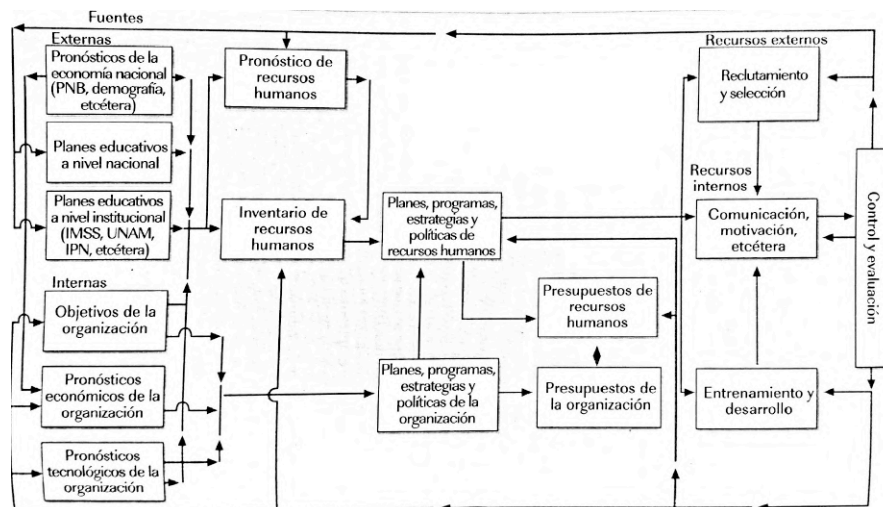 Fuentes
Externas
Pronósticos de la
economía nacional
(PNB, demografía,
etcétera)
Planes educativos
a nivel nacional
Planes educativos
a nivel institucional
(IMSS, UNAM,
IPN, etcétera)
Internas
Objetivos de la
organización
Pronósticos
económicos de la
organización
Pronósticos
tecnológicos de la
organización
Pronóstico de
recursos
humanos
Inventario de
recursos
humanos
Planes, programas,
estrategias y
políticas de
recursos humanos
Planes, programas,
estrategias y
políticas de la
organización
Presupuestos de
recursos
humanos
Presupuestos de
la organización
Recursos externos
Reclutamiento
y selección
Recursos
internos
Comunicación,
motivación,
etcétera
Entrenamiento y
desarrollo
Control y evaluación